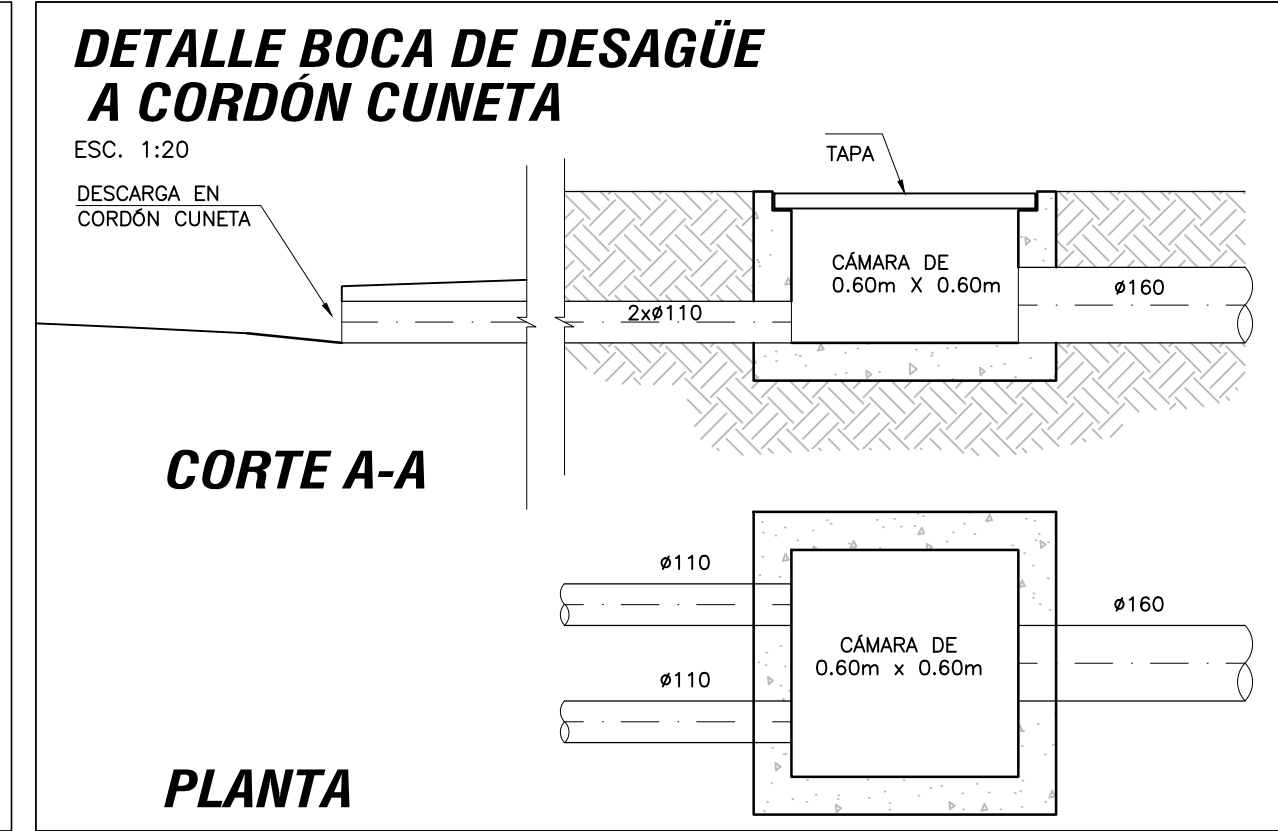 DETALLE BOCA DE DESAGÜE
A CORDÓN CUNETA
ESC. 1:20
DESCARGA EN
CORDÓN CUNETA
TAPA
CÁMARA DE
0.60m X 0.60m
ø160
2xø110
CORTE A-A
ø110
ø160
CÁMARA DE
0.60m x 0.60m
ø110
PLANTA